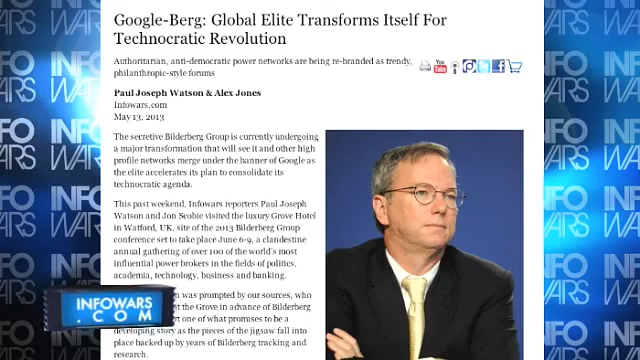 Google-Berg: Global Elite Transforms Itself For
Technocratic Revolution
Authoritarian, anti-democratic power networks are being re-branded as trendy,
philanthropic-style forums
You
Tube
Paul Joseph Watson & Alex Jones
Infowars.com
May 13, 2013
The secretive Bilderberg Group is currently undergoing
a major transformation that will see it and other high
profile networks merge under the banner of Google as
the elite accelerates its plan to consolidate its
technocratic agenda.
This past weekend, Infowars reporters Paul Joseph
Watson and Jon Scobie visited the luxury Grove Hotel
in Watford, UK, site of the 2013 Bilderberg Group
conference set to take place June 6-9, a clandestine
annual gathering of over 100 of the world's most
influential power brokers in the fields of politics,
academia, technology, business and banking.
was prompted by our sources, who
t the Grove in advance of Bilderberg
t one of what promises to be a
developing story as the pieces of the jigsaw fall into
place backed up by years of Bilderberg tracking and
research.
INFOWARS
.COM
INFO
WARS
INFO
WARS